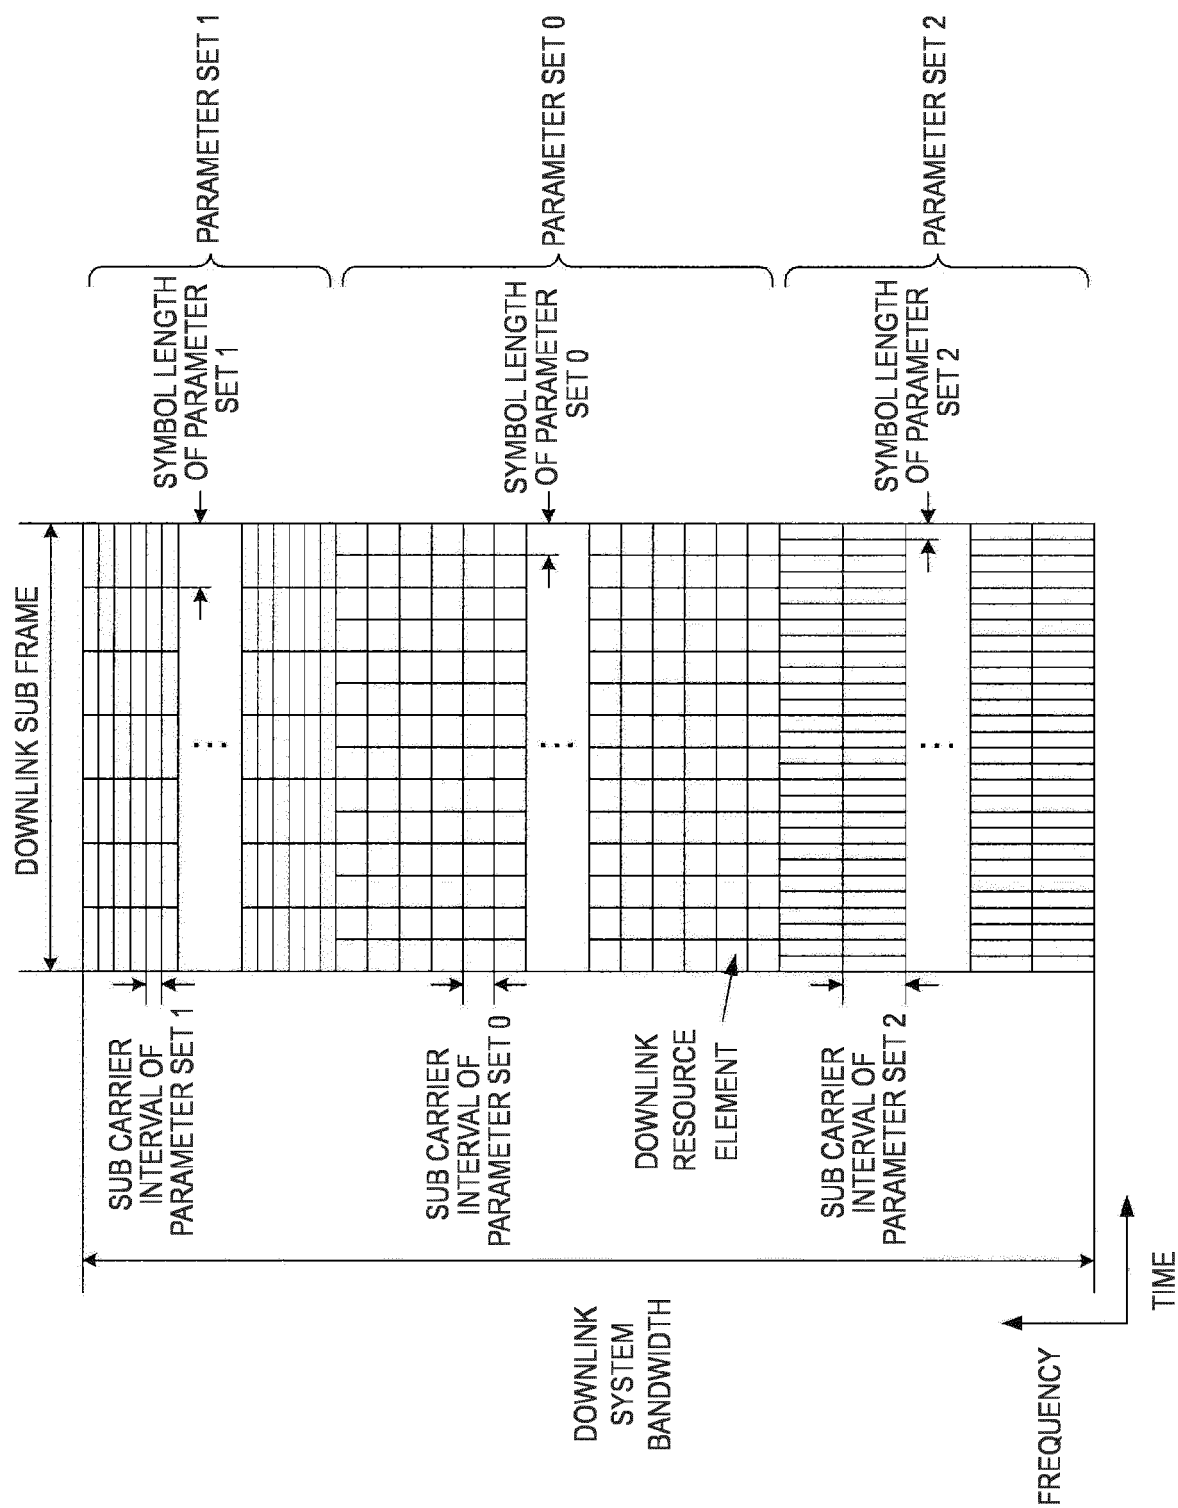 DOWNLINK SUB FRAME
SYMBOL LENGTH
OF PARAMETER
SET 1
PARAMETER SET 1
SYMBOL LENGTH
OF PARAMETER
SET 0
PARAMETER SET 0
SYMBOL LENGTH
OF PARAMETER
SET 2
PARAMETER SET 2
SUB CARRIER
INTERVAL OF
PARAMETER SET 1
SUB CARRIER
INTERVAL OF
PARAMETER SET 0
DOWNLINK
RESOURCE
ELEMENT
SUB CARRIER
INTERVAL OF
PARAMETER SET 2
DOWNLINK
SYSTEM
BANDWIDTH
FREQUENCY
TIME